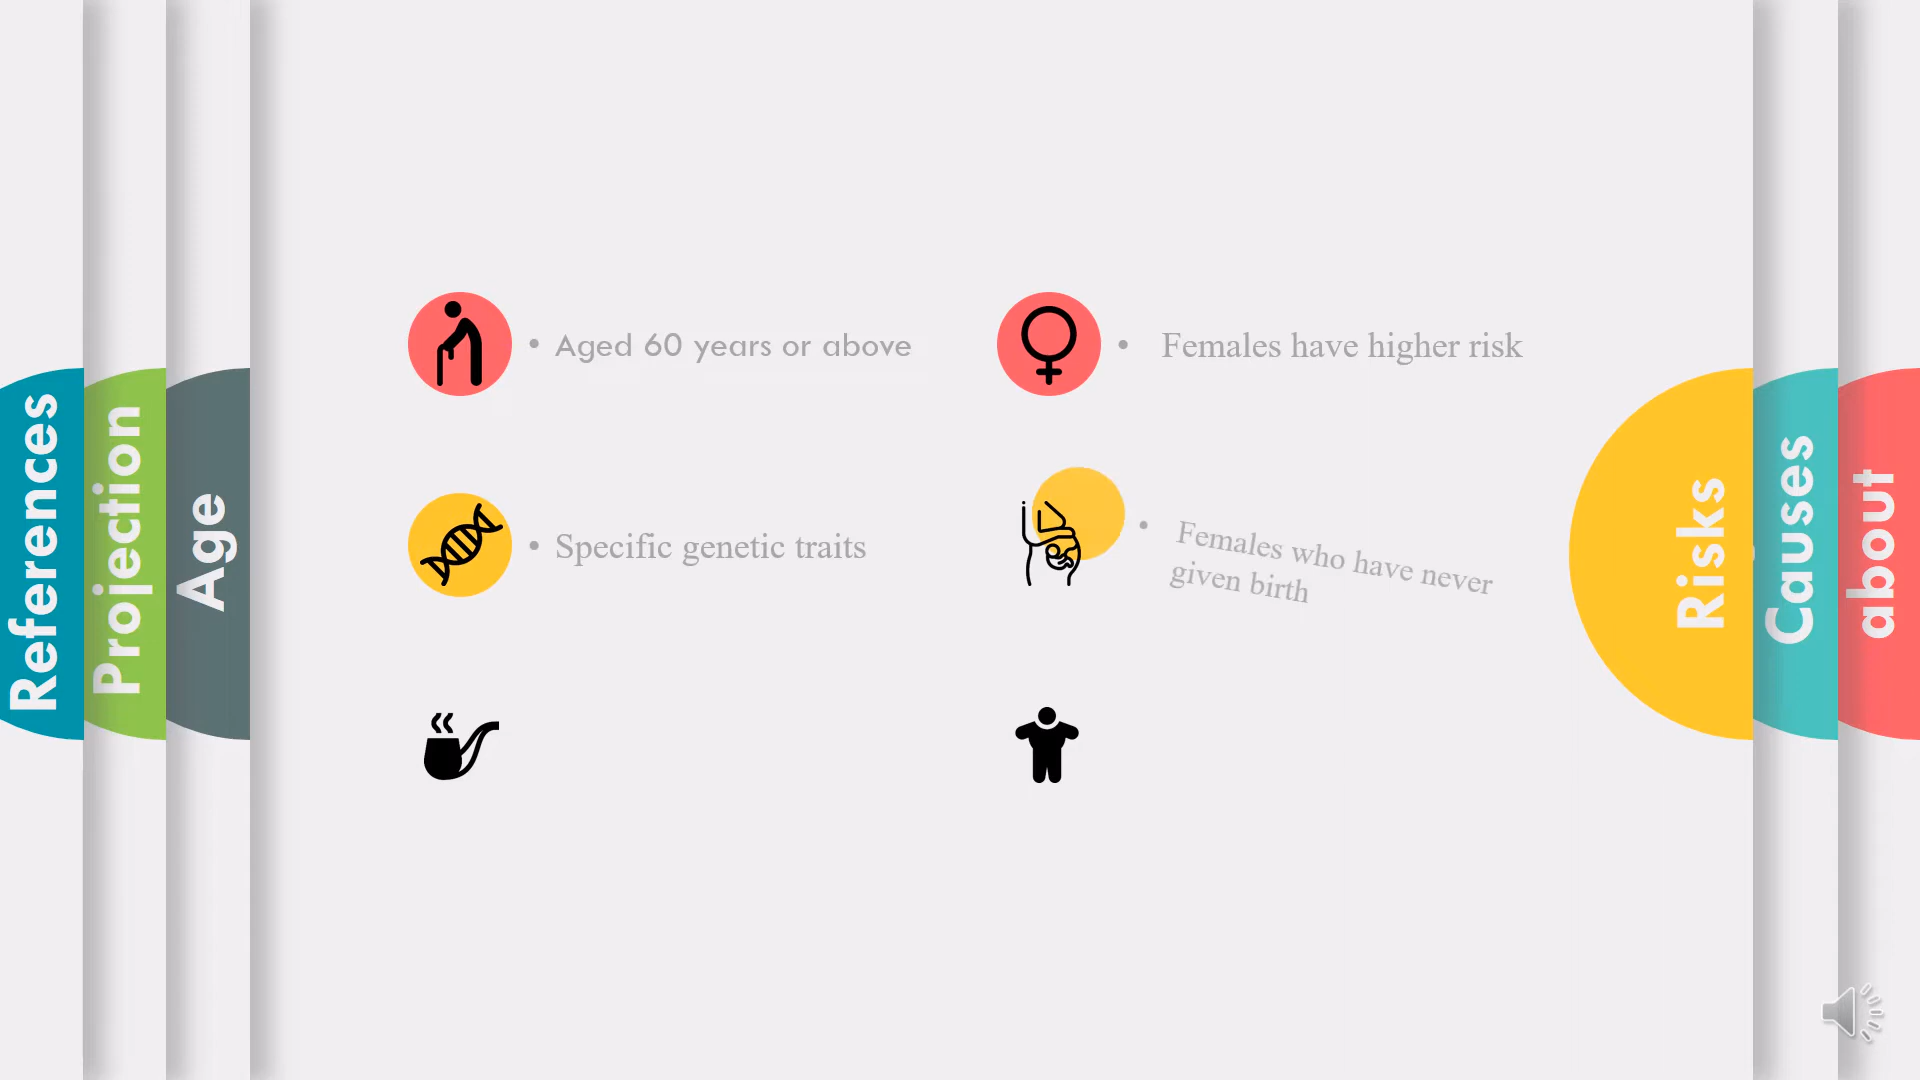 References
Projection
Age
• Aged 60 years or above
• Females have higher risk
• Specific genetic traits
• Females who have never
given birth
Risks
Causes
about